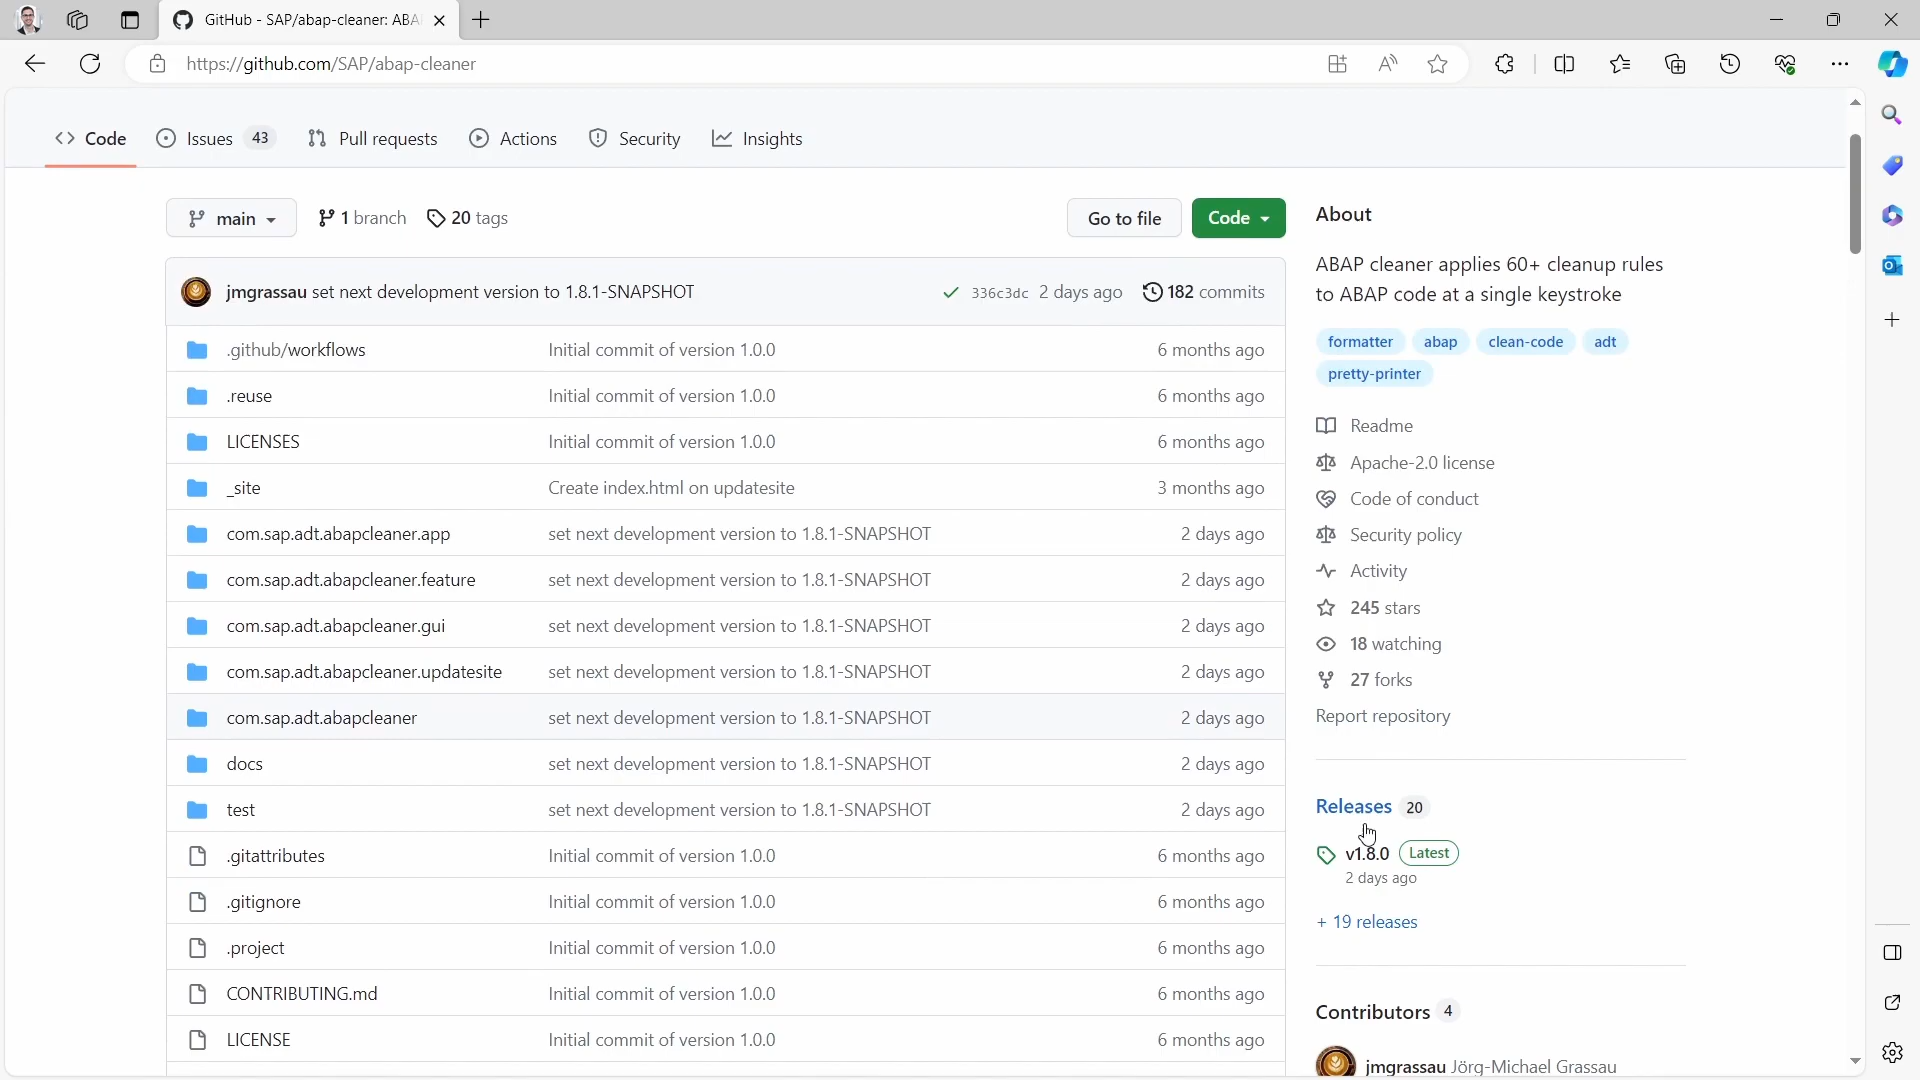 GitHub - SAP/abap-cleaner: ABA
https://github.com/SAP/abap-cleaner
Code
Issues 43
Pull requests
Actions
Security
Insights
main
1 branch
20 tags
Go to file
Code
jmgrassau set next development version to 1.8.1-SNAPSHOT
336c3dc 2 days ago
182 commits
.github/workflows Initial commit of version 1.0.0 6 months ago
.reuse Initial commit of version 1.0.0 6 months ago
LICENSES Initial commit of version 1.0.0 6 months ago
_site Create index.html on updatesite 3 months ago
com.sap.adt.abapcleaner.app set next development version to 1.8.1-SNAPSHOT 2 days ago
com.sap.adt.abapcleaner.feature set next development version to 1.8.1-SNAPSHOT 2 days ago
com.sap.adt.abapcleaner.gui set next development version to 1.8.1-SNAPSHOT 2 days ago
com.sap.adt.abapcleaner.updatesite set next development version to 1.8.1-SNAPSHOT 2 days ago
com.sap.adt.abapcleaner set next development version to 1.8.1-SNAPSHOT 2 days ago
docs set next development version to 1.8.1-SNAPSHOT 2 days ago
test set next development version to 1.8.1-SNAPSHOT 2 days ago
.gitattributes Initial commit of version 1.0.0 6 months ago
.gitignore Initial commit of version 1.0.0 6 months ago
.project Initial commit of version 1.0.0 6 months ago
CONTRIBUTING.md Initial commit of version 1.0.0 6 months ago
LICENSE Initial commit of version 1.0.0 6 months ago
About
ABAP cleaner applies 60+ cleanup rules
to ABAP code at a single keystroke
formatter abap clean-code adt
pretty-printer
Readme
Apache-2.0 license
Code of conduct
Security policy
Activity
245 stars
18 watching
27 forks
Report repository
Releases 20
v1.8.0 Latest
2 days ago
+ 19 releases
Contributors 4
jmgrassau Jörg-Michael Grassau